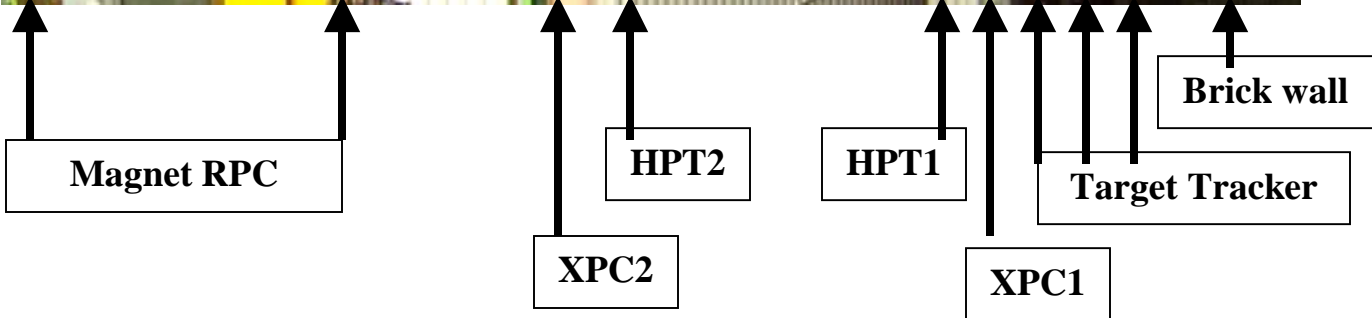 Brick wall
HPT2
HPT1
Magnet RPC
Target Tracker
XPC2
XPC1